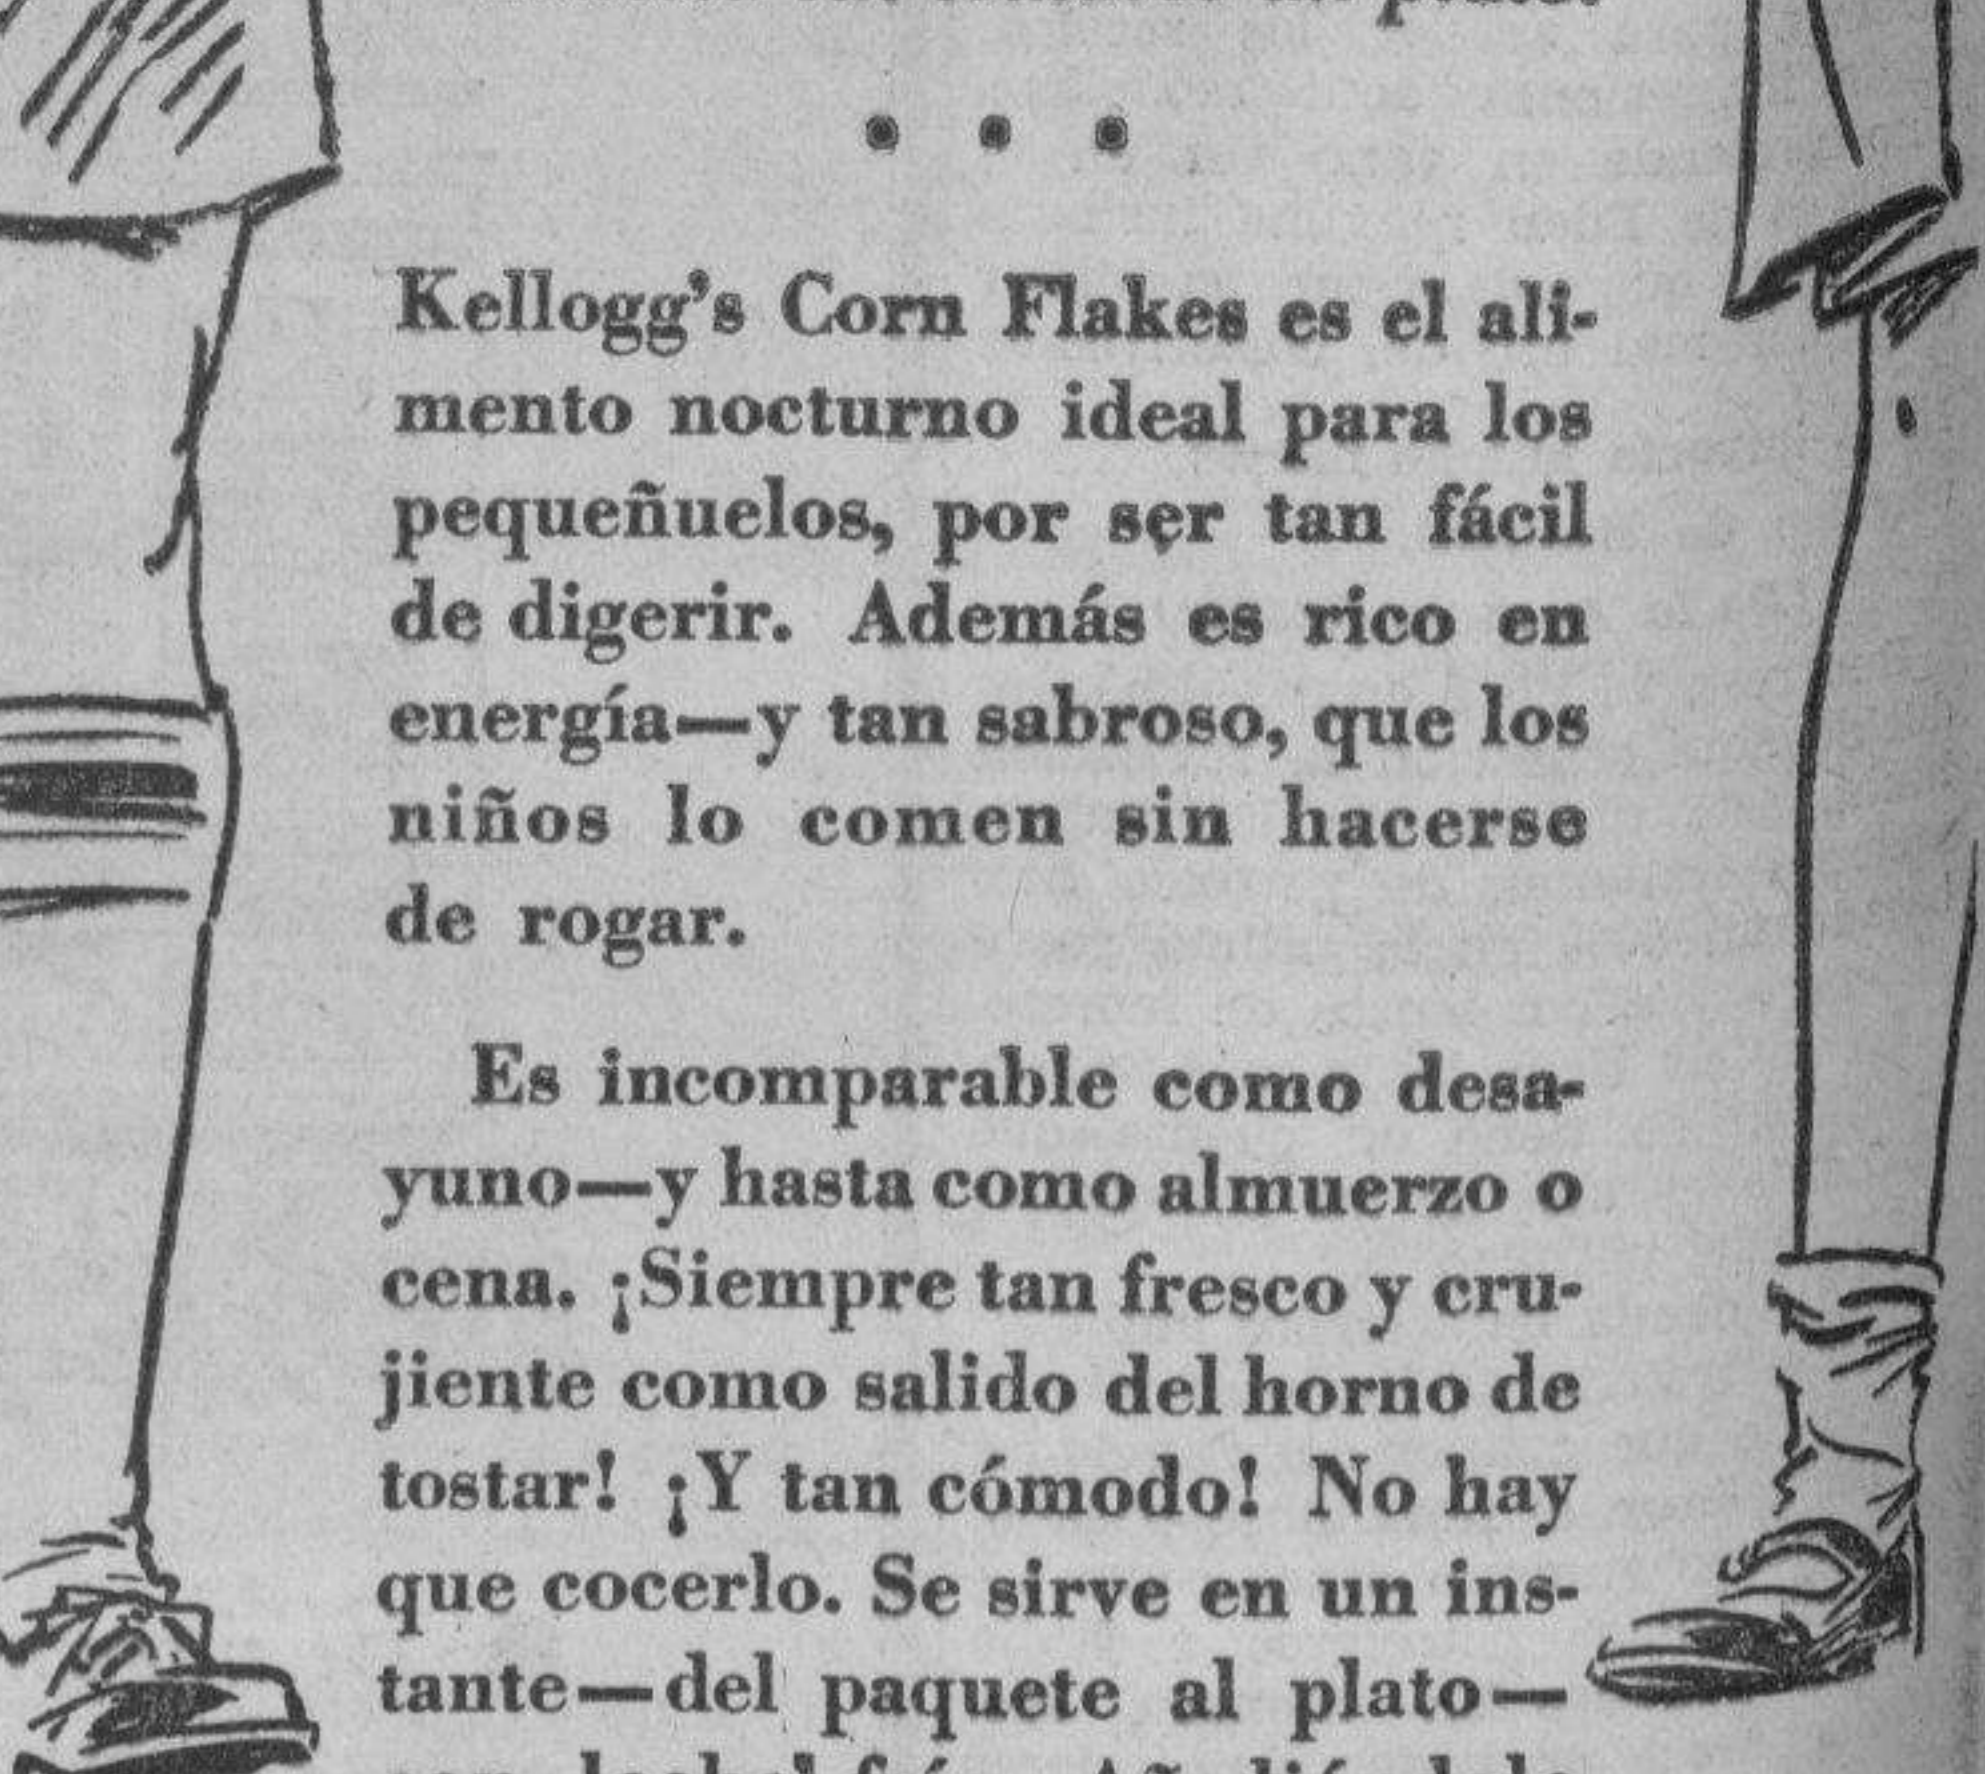 Kellogg's Corn Flakes es el ali-
mento nocturno ideal para los
pequeñuelos, por ser tan fácil
de digerir. Además es rico en
energía—y tan sabroso, que los
niños lo comen sin hacerse
de rogar.
Es incomparable como desa-
yuno—y hasta como almuerzo o
cena. ¡Siempre tan fresco y cru-
jiente como salido del horno de
tostar! ¡Y tan cómodo! No hay
que cocerlo. Se sirve en un ins-
tante—del paquete al plato—